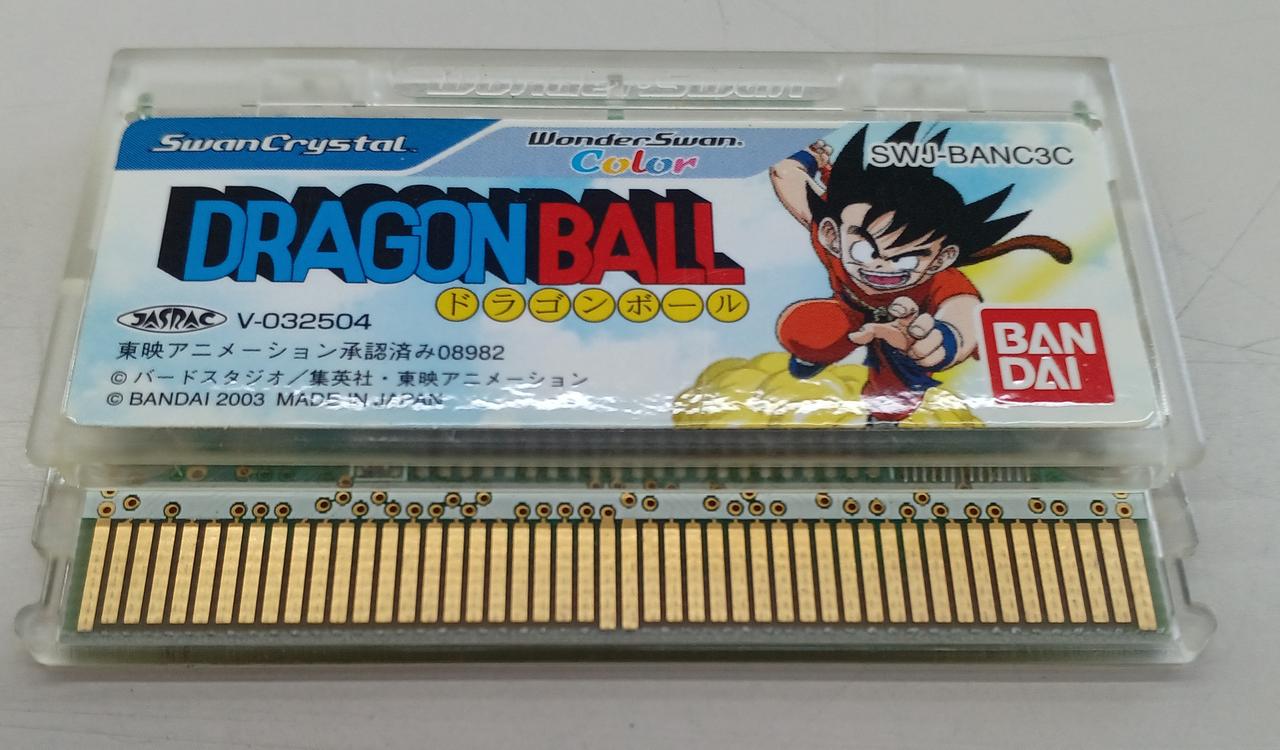 WonderSwan
SwanCrystal™
WonderSwan
Color
SWJ-BANC3C
DRAGONBALL
ドラゴンボール
JASRAC V-032504
東映アニメーション承認済み08982
© バードスタジオ／集英社・東映アニメーション
© BANDAI 2003 MADE IN JAPAN
BAN
DAI